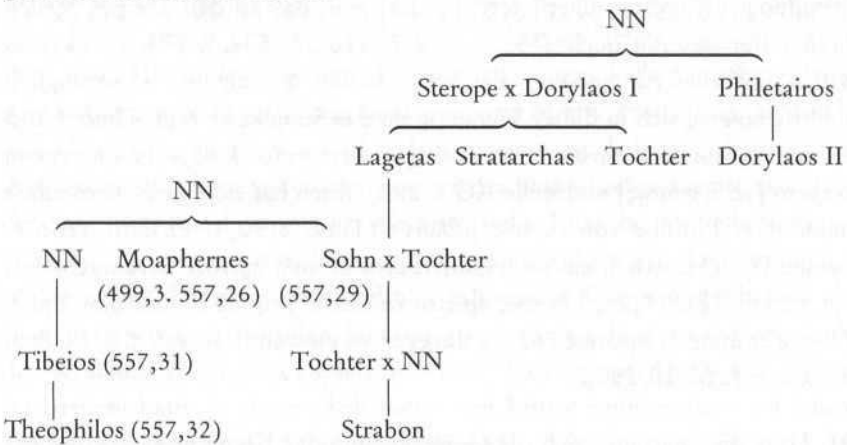 NN
Sterope x Dorylaos I Philetairos
Lagetas Stratarchas Tochter Dorylaos II
NN
NN Moaphernes Sohn x Tochter
(499,3. 557,26) (557,29)
Tibeios (557,31) Tochter x NN
Theophilos (557,32) Strabon